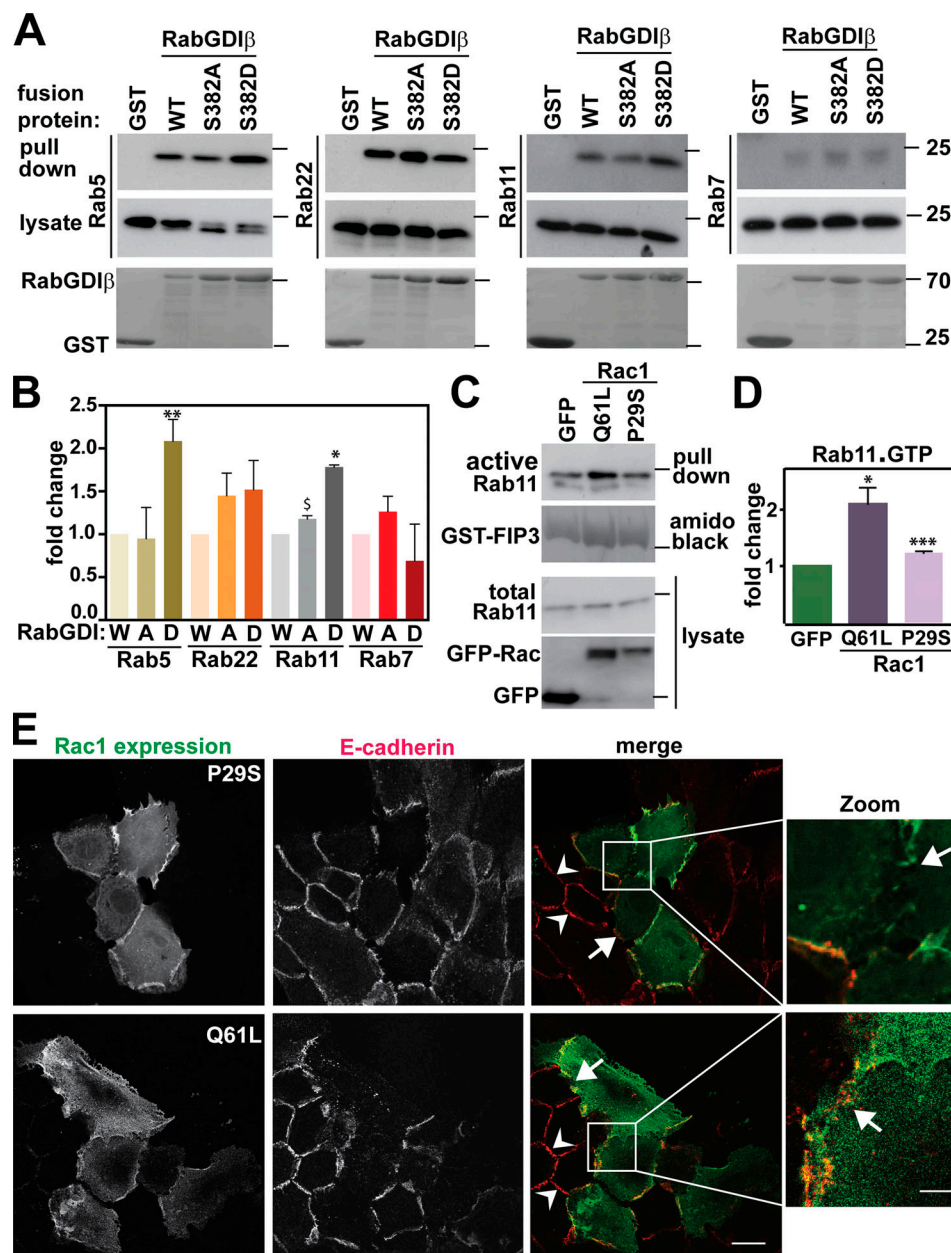 A
RabGDIβ RabGDIβ RabGDIβ RabGDIβ
fusion
protein:
GST WT S382A S382D GST WT S382A S382D GST WT S382A S382D GST WT S382A S382D
pull
down
25
Rab5 Rab22 Rab11 Rab7
lysate
25
RabGDIβ
70
GST
25
B
fold change
2.5
2.0
1.5
1.0
0.5
0.0
** $ *
RabGDI: W A D W A D W A D W A D
Rab5 Rab22 Rab11 Rab7
C
Rac1
GFP Q61L P29S
active
Rab11
pull
down
GST-FIP3
amido
black
total
Rab11
lysate
GFP-Rac
GFP
D
Rab11.GTP
fold change
2
1
* ***
GFP Q61L P29S
Rac1
E
Rac1 expression E-cadherin merge
P29S
Zoom
Q61L